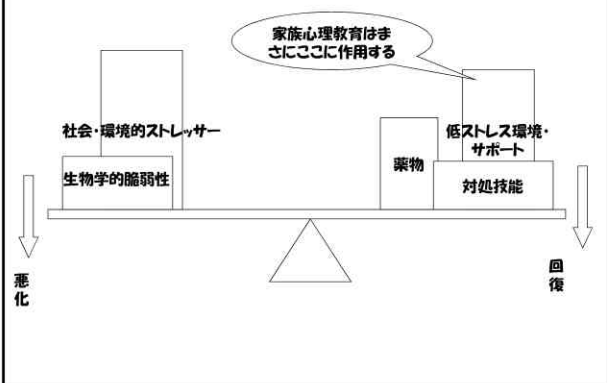 家族心理教育はま
さにここに作用する
社会・環境的ストレッサー
生物学的脆弱性
薬物
低ストレス環境・
サポート
対処技能
悪
化
回
復